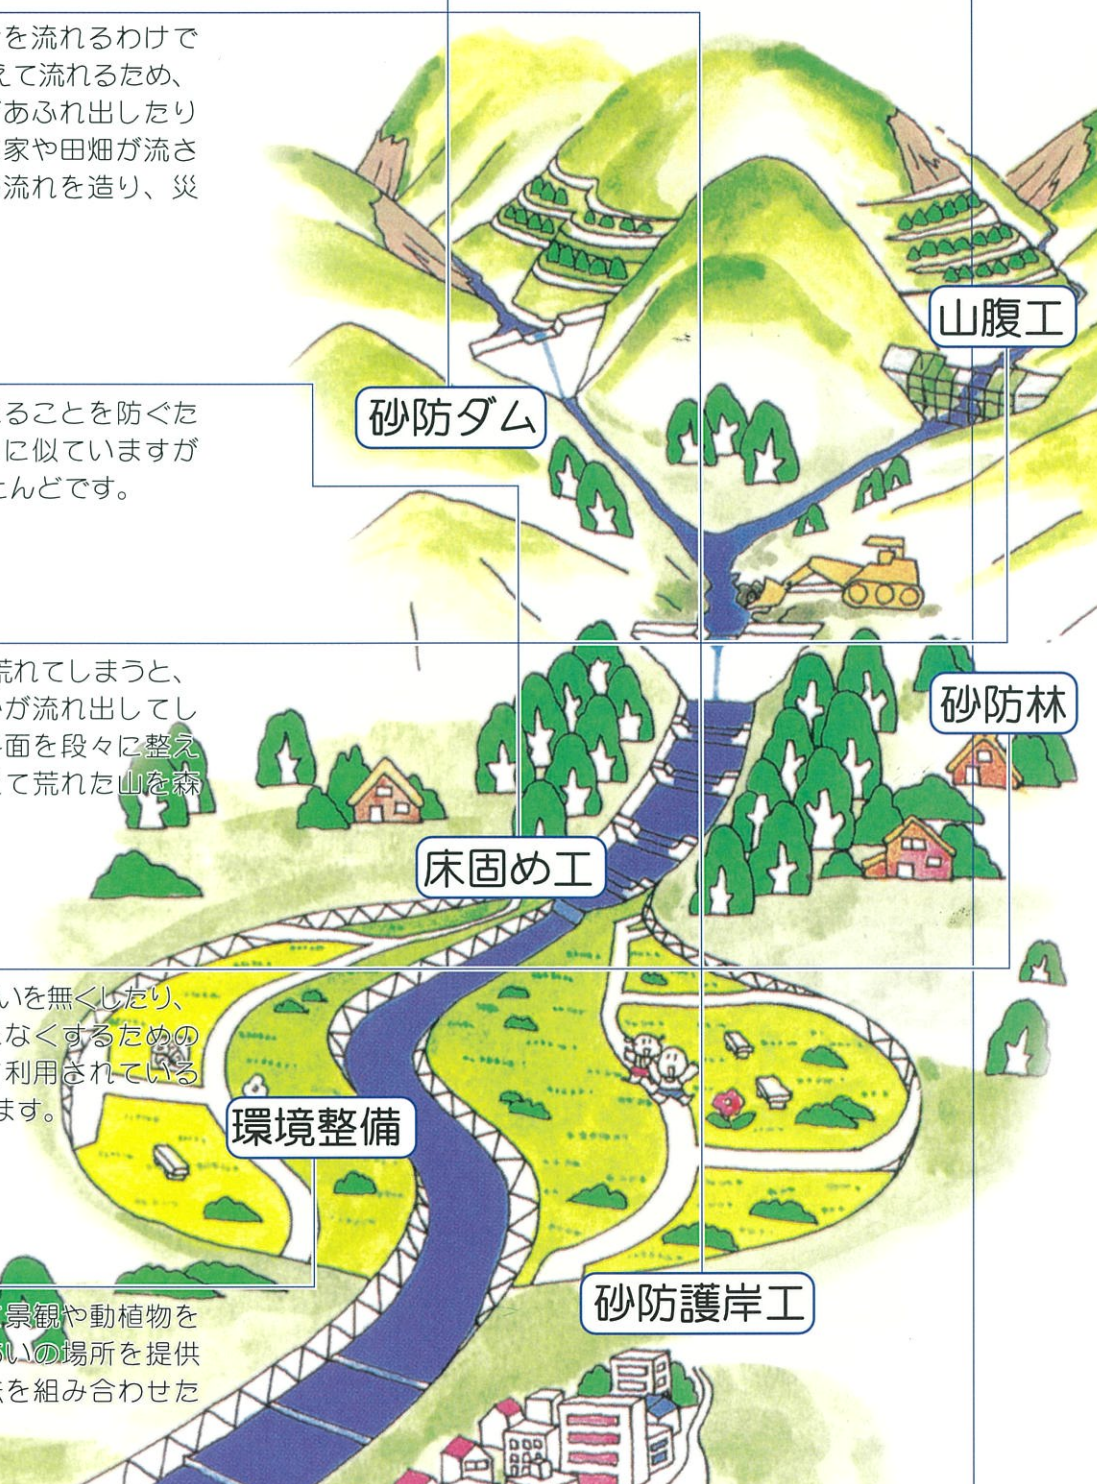 を流れるわけで
えて流れるため、
があふれ出したり
家や田畑が流さ
流れを造り、災
山腹工
砂防ダム
れることを防ぐた
に似ていますが
とんどです。
荒れてしまうと、
が流れ出してし
面を段々に整え
て荒れた山を森
砂防林
床固め工
いを無くしたり、
なくするための
利用されている
ます。
環境整備
砂防護岸工
景観や動植物を
いの場所を提供
法を組み合わせた